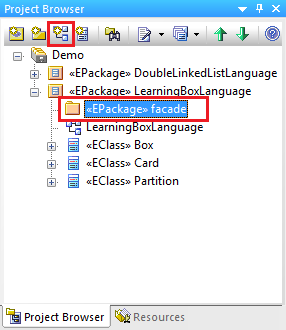 Project Browser
Demo
«EPackage» DoubleLinkedListLanguage
«EPackage» LearningBoxLanguage
«EPackage» facade
LearningBoxLanguage
«EClass» Box
«EClass» Card
«EClass» Partition
Project Browser
Resources